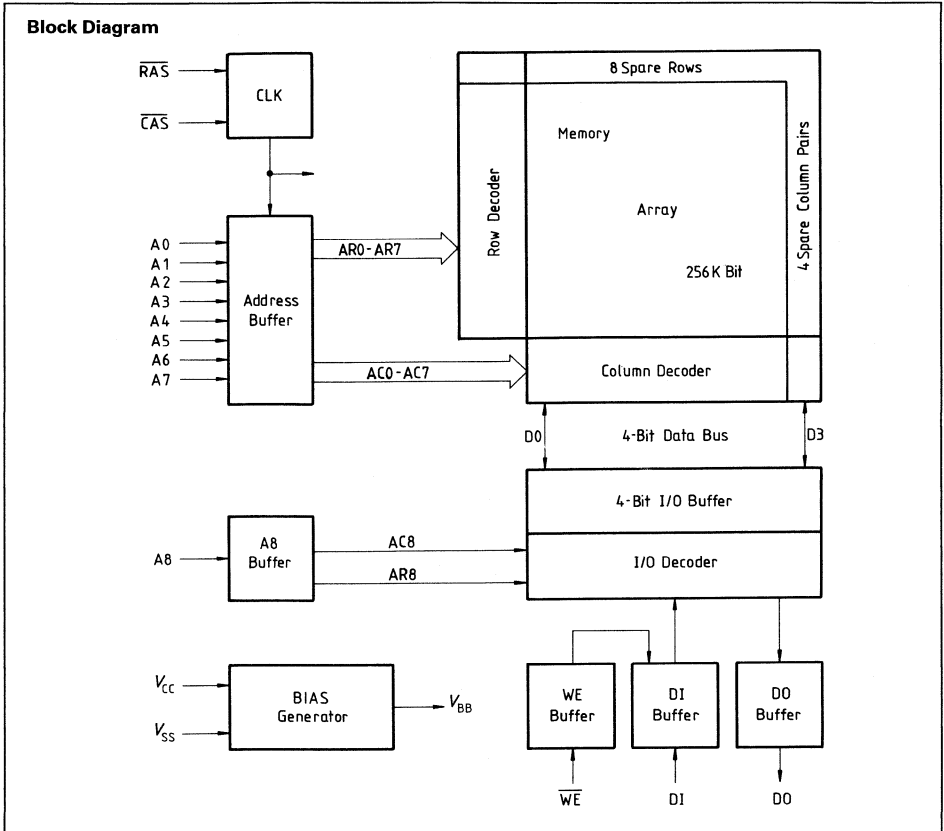 Block Diagram
R̅A̅S̅
C̅A̅S̅
CLK
8 Spare Rows
Row Decoder
Memory
Array
256K Bit
4 Spare Column Pairs
A0
A1
A2
A3
A4
A5
A6
A7
Address
Buffer
AR0-AR7
AC0-AC7
Column Decoder
D0
4-Bit Data Bus
D3
4-Bit I/O Buffer
I/O Decoder
A8
A8
Buffer
AC8
AR8
VCC
VSS
BIAS
Generator
VBB
WE
Buffer
DI
Buffer
DO
Buffer
W̅E̅
DI
DO